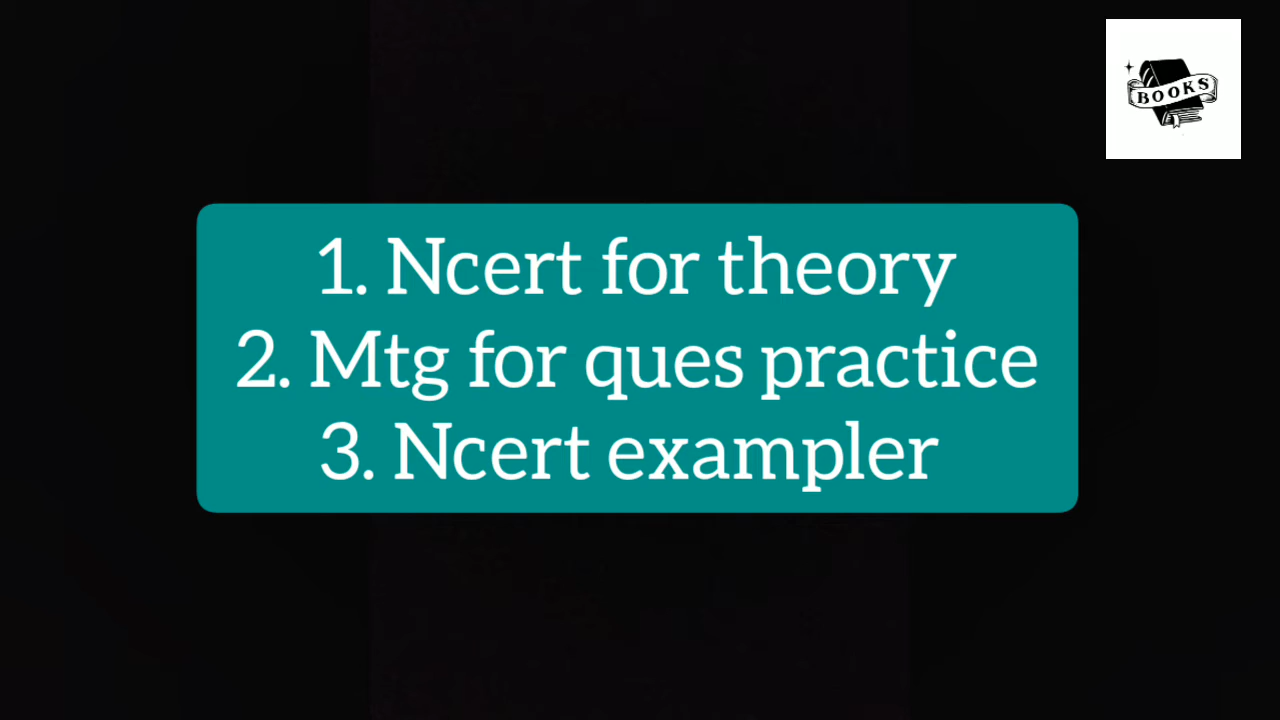 BOOKS
1. Ncert for theory
2. Mtg for ques practice
3. Ncert exampler